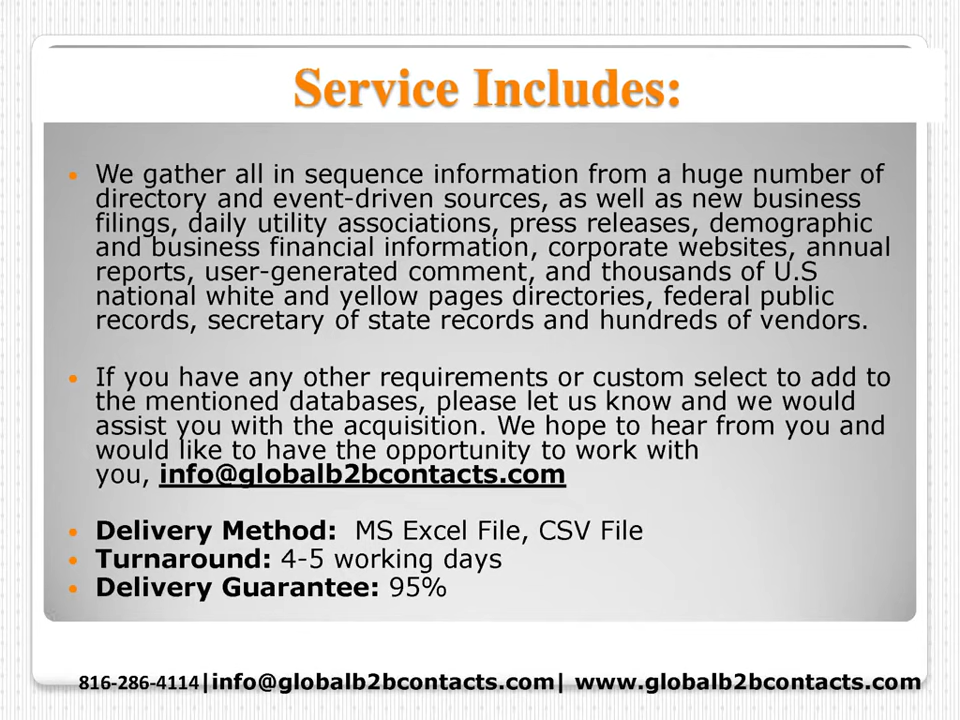 Service Includes:
• We gather all in sequence information from a huge number of
directory and event-driven sources, as well as new business
filings, daily utility associations, press releases, demographic
and business financial information, corporate websites, annual
reports, user-generated comment, and thousands of U.S
national white and yellow pages directories, federal public
records, secretary of state records and hundreds of vendors.
• If you have any other requirements or custom select to add to
the mentioned databases, please let us know and we would
assist you with the acquisition. We hope to hear from you and
would like to have the opportunity to work with
you, info@globalb2bcontacts.com
• Delivery Method:  MS Excel File, CSV File
• Turnaround: 4-5 working days
• Delivery Guarantee: 95%
816-286-4114|info@globalb2bcontacts.com| www.globalb2bcontacts.com